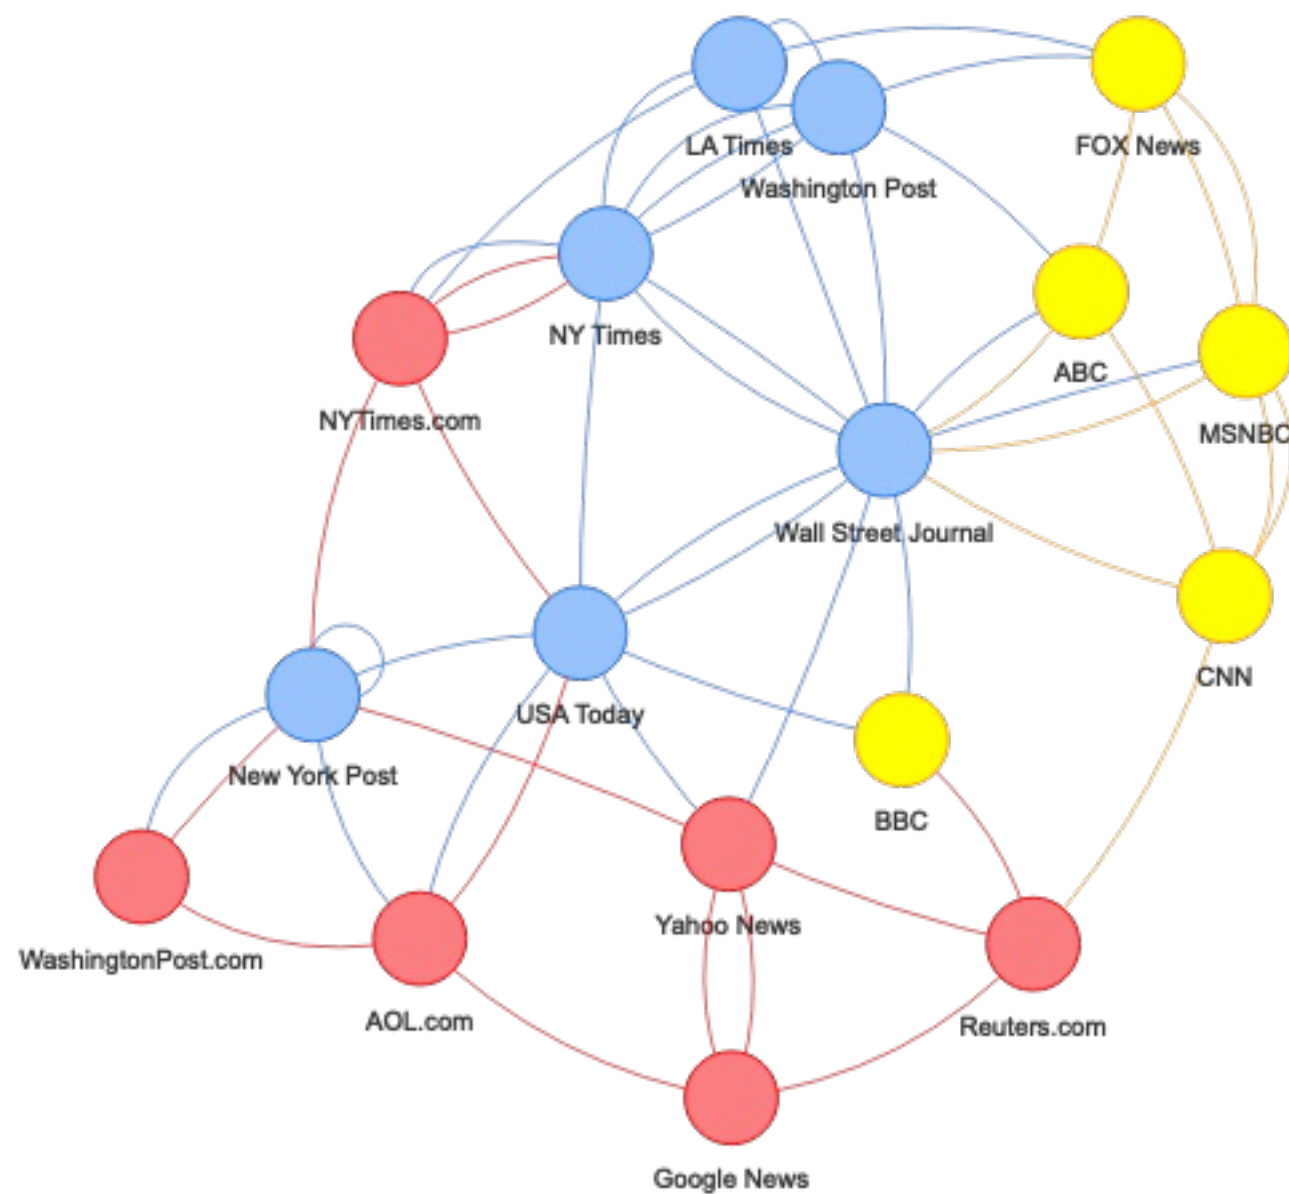 LA Times
FOX News
Washington Post
NY Times
ABC
NYTimes.com
MSNBC
Wall Street Journal
CNN
USA Today
New York Post
BBC
Yahoo News
WashingtonPost.com
AOL.com
Reuters.com
Google News